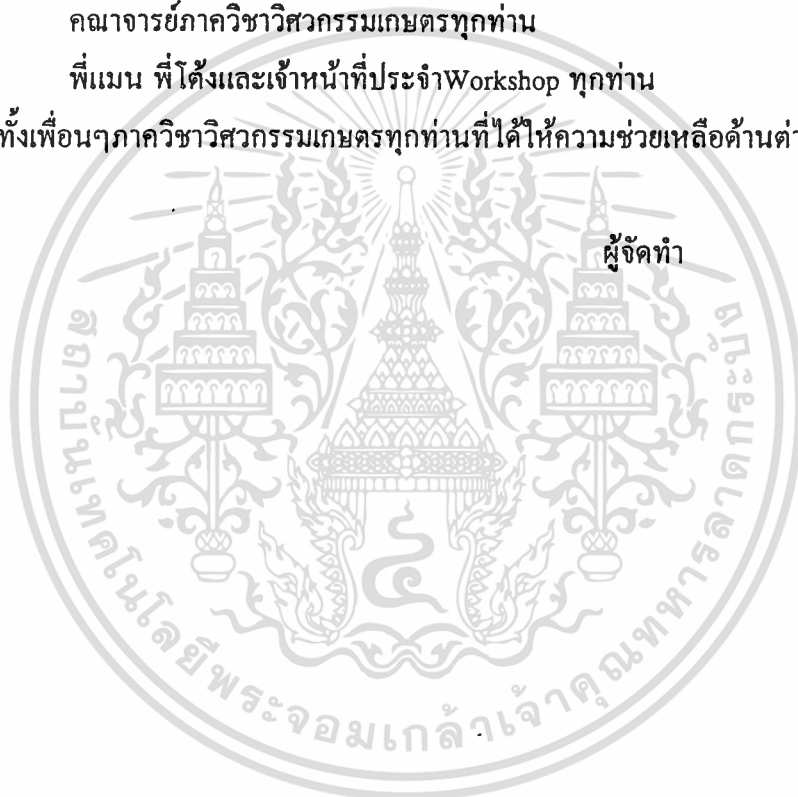 คณาจารย์ภาควิชาวิศวกรรมเกษตรทุกท่าน
พี่แมน พี่โต้งและเจ้าหน้าที่ประจำWorkshop ทุกท่าน
ทั้งเพื่อนๆภาควิชาวิศวกรรมเกษตรทุกท่านที่ได้ให้ความช่วยเหลือด้านต่า
ผู้จัดทำ
สถาบันเทคโนโลยีพระจอมเกล้าเจ้าคุณทหารลาดกระบัง
๔